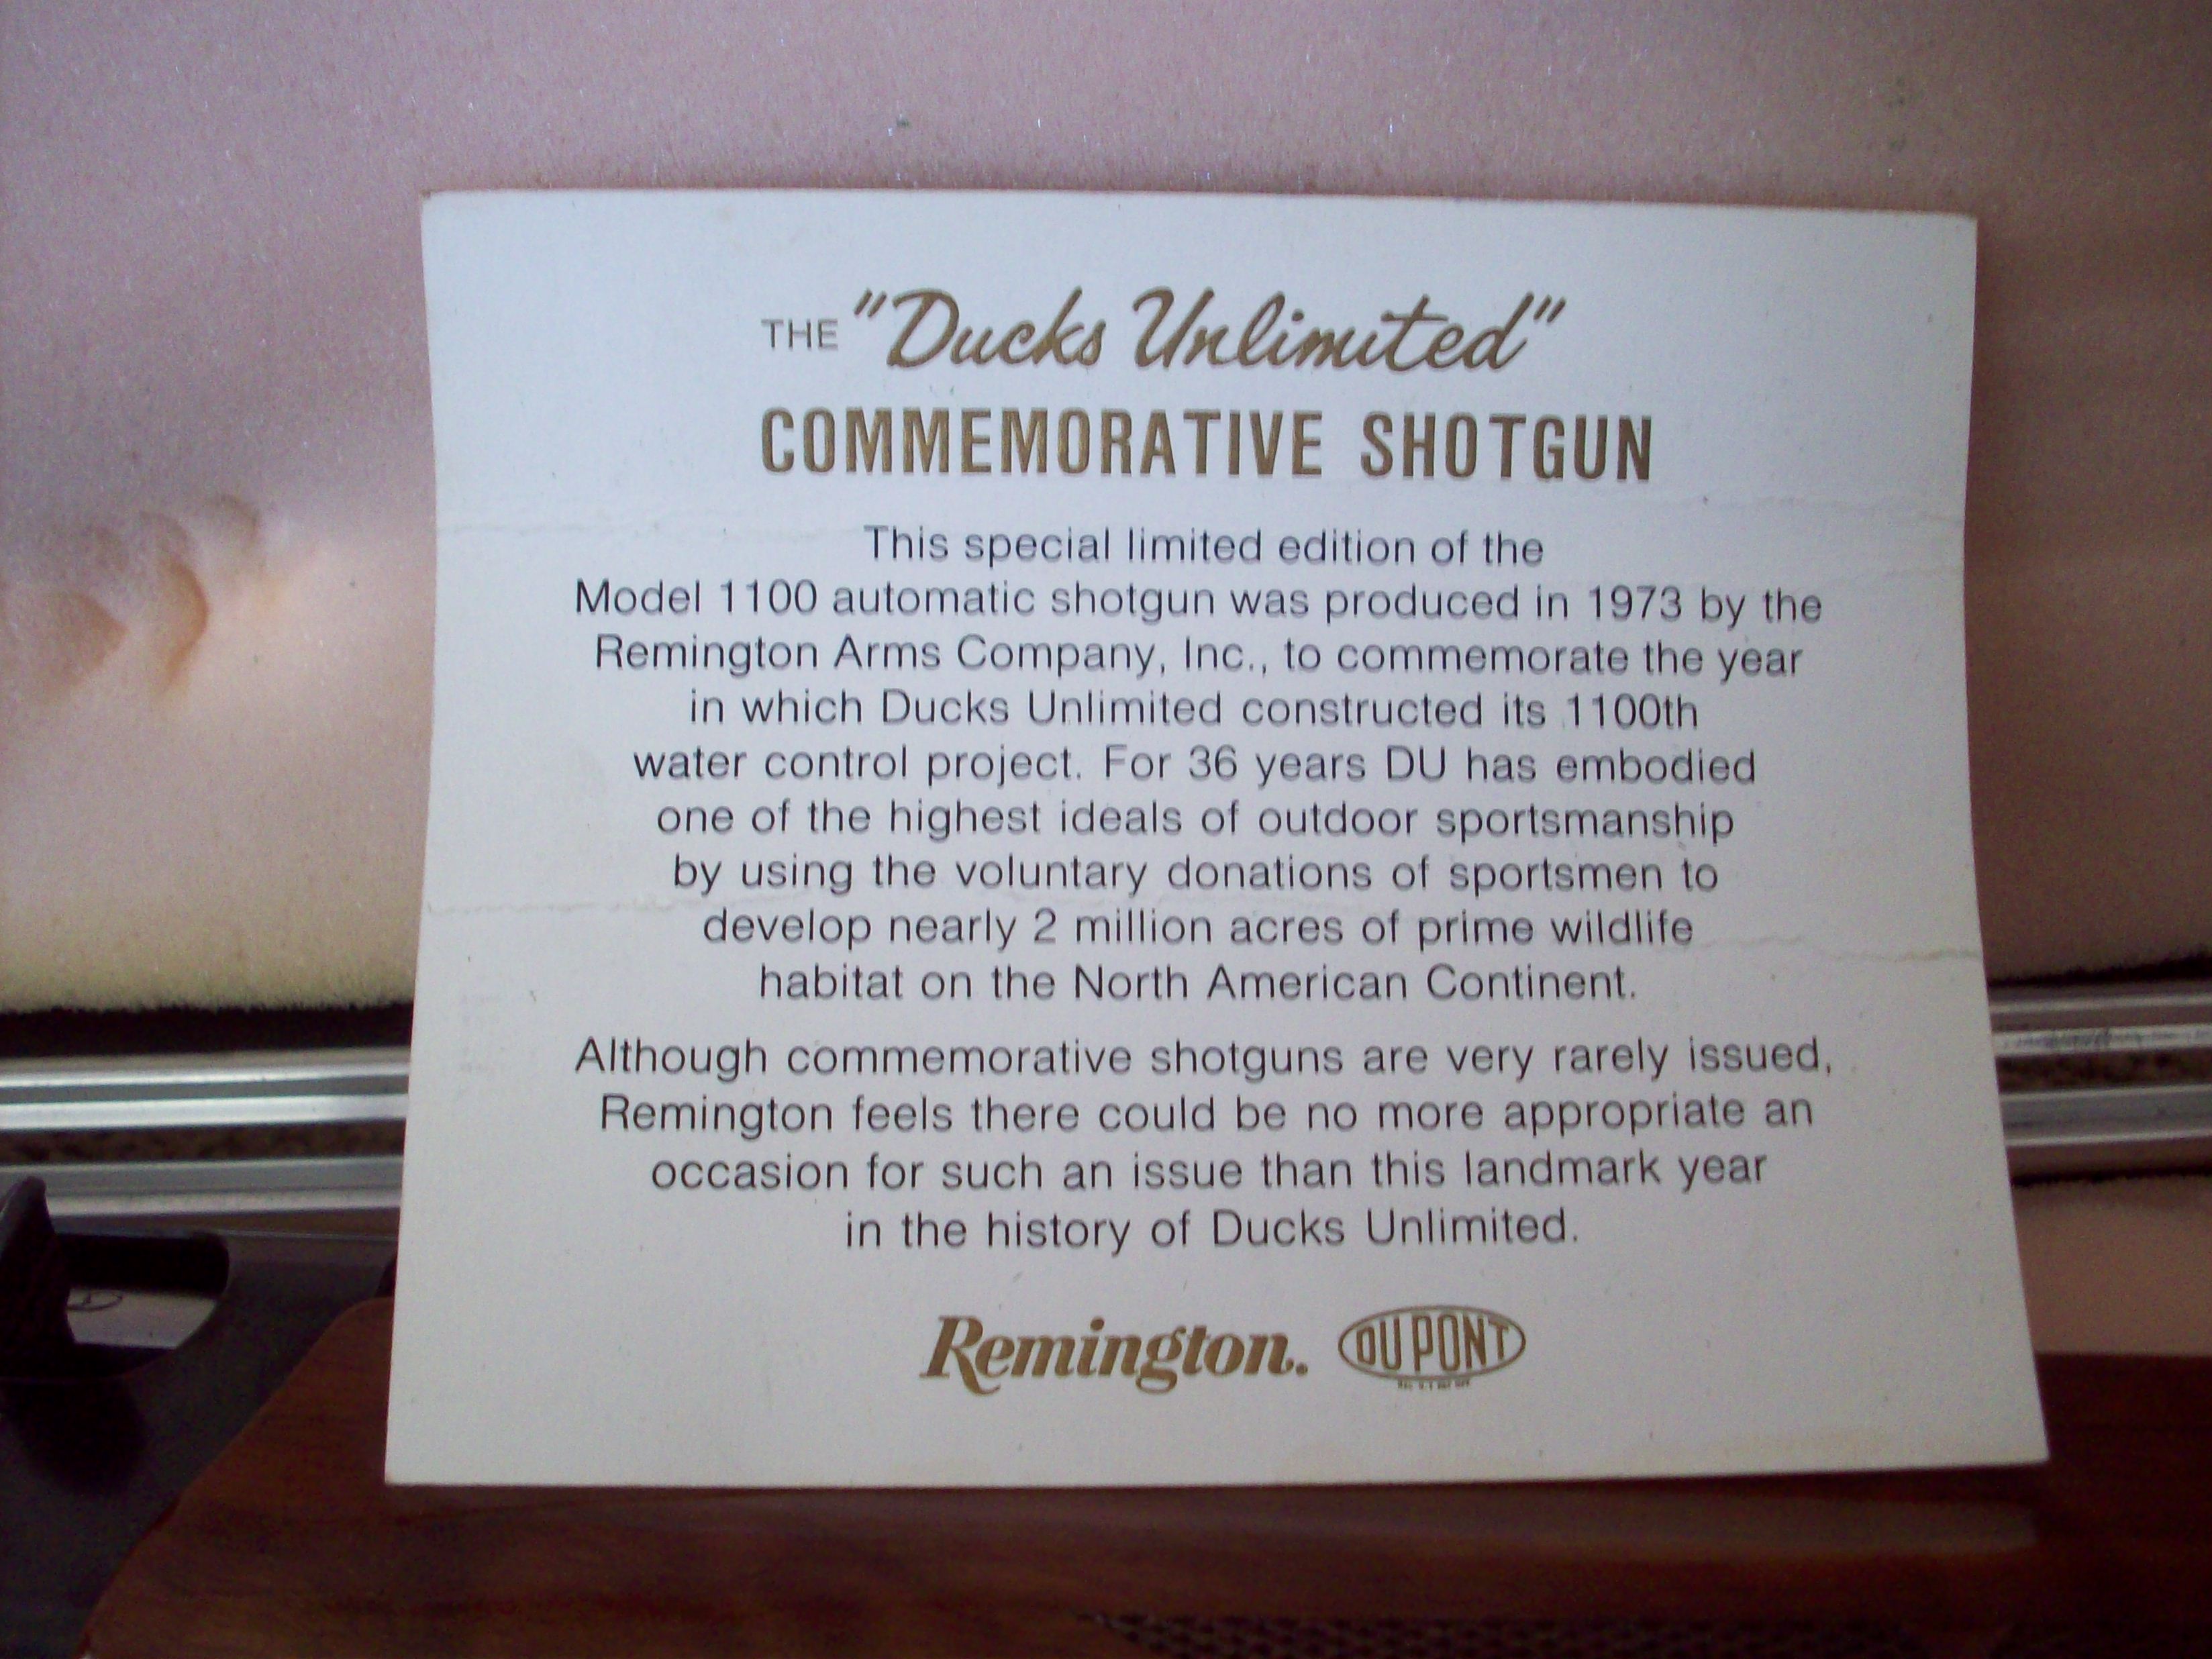 THE "Ducks Unlimited"
COMMEMORATIVE SHOTGUN
This special limited edition of the
Model 1100 automatic shotgun was produced in 1973 by the
Remington Arms Company, Inc., to commemorate the year
in which Ducks Unlimited constructed its 1100th
water control project. For 36 years DU has embodied
one of the highest ideals of outdoor sportsmanship
by using the voluntary donations of sportsmen to
develop nearly 2 million acres of prime wildlife
habitat on the North American Continent.
Although commemorative shotguns are very rarely issued,
Remington feels there could be no more appropriate an
occasion for such an issue than this landmark year
in the history of Ducks Unlimited.
Remington. DU PONT